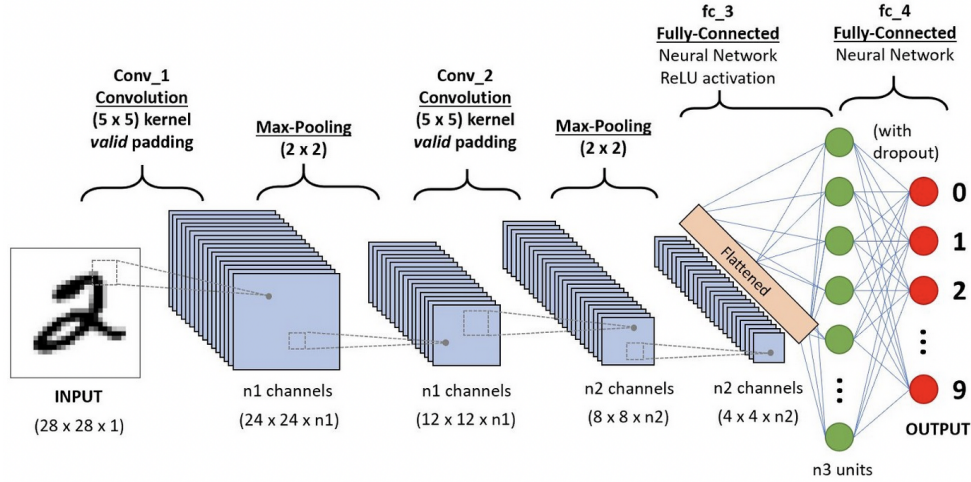 fc_3
Fully-Connected
Neural Network
ReLU activation
fc_4
Fully-Connected
Neural Network
Conv_1
Convolution
(5 x 5) kernel
valid padding
Max-Pooling
(2 x 2)
Conv_2
Convolution
(5 x 5) kernel
valid padding
Max-Pooling
(2 x 2)
(with
dropout)
Flattened
0
1
2
9
INPUT
(28 x 28 x 1)
n1 channels
(24 x 24 x n1)
n1 channels
(12 x 12 x n1)
n2 channels
(8 x 8 x n2)
n2 channels
(4 x 4 x n2)
OUTPUT
n3 units